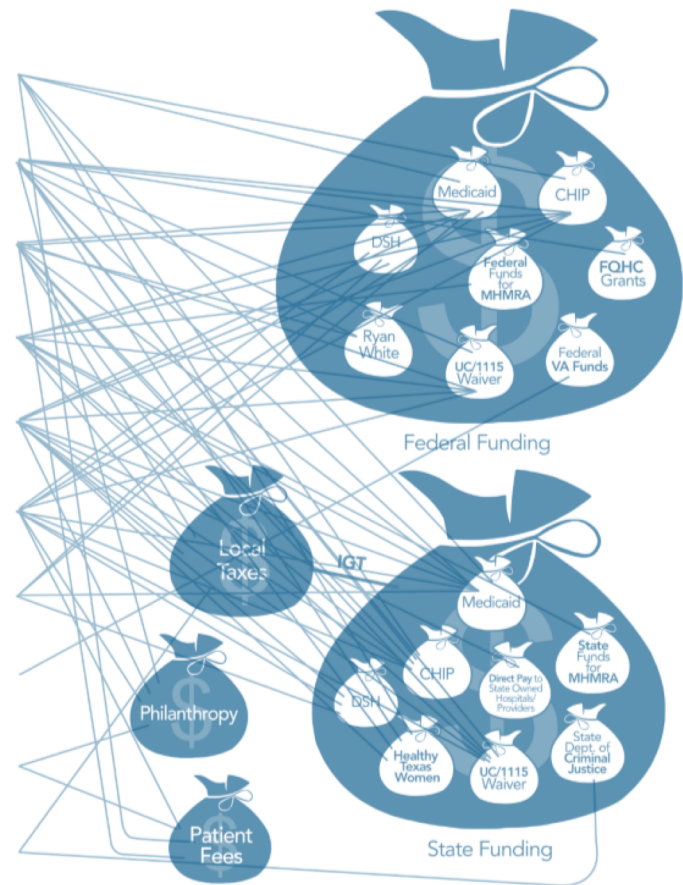 Medicaid
CHIP
DSH
Federal
Funds
for
MHMRA
FQHC
Grants
Ryan
White
UC/1115
Waiver
Federal
VA Funds
Federal Funding
Local
Taxes
IGT
Medicaid
State
Funds
for
MHMRA
CHIP
Direct Pay to
State Owned
Hospitals/
Providers
DSH
Philanthropy
Healthy
Texas
Women
UC/1115
Waiver
State
Dept. of
Criminal
Justice
Patient
Fees
State Funding